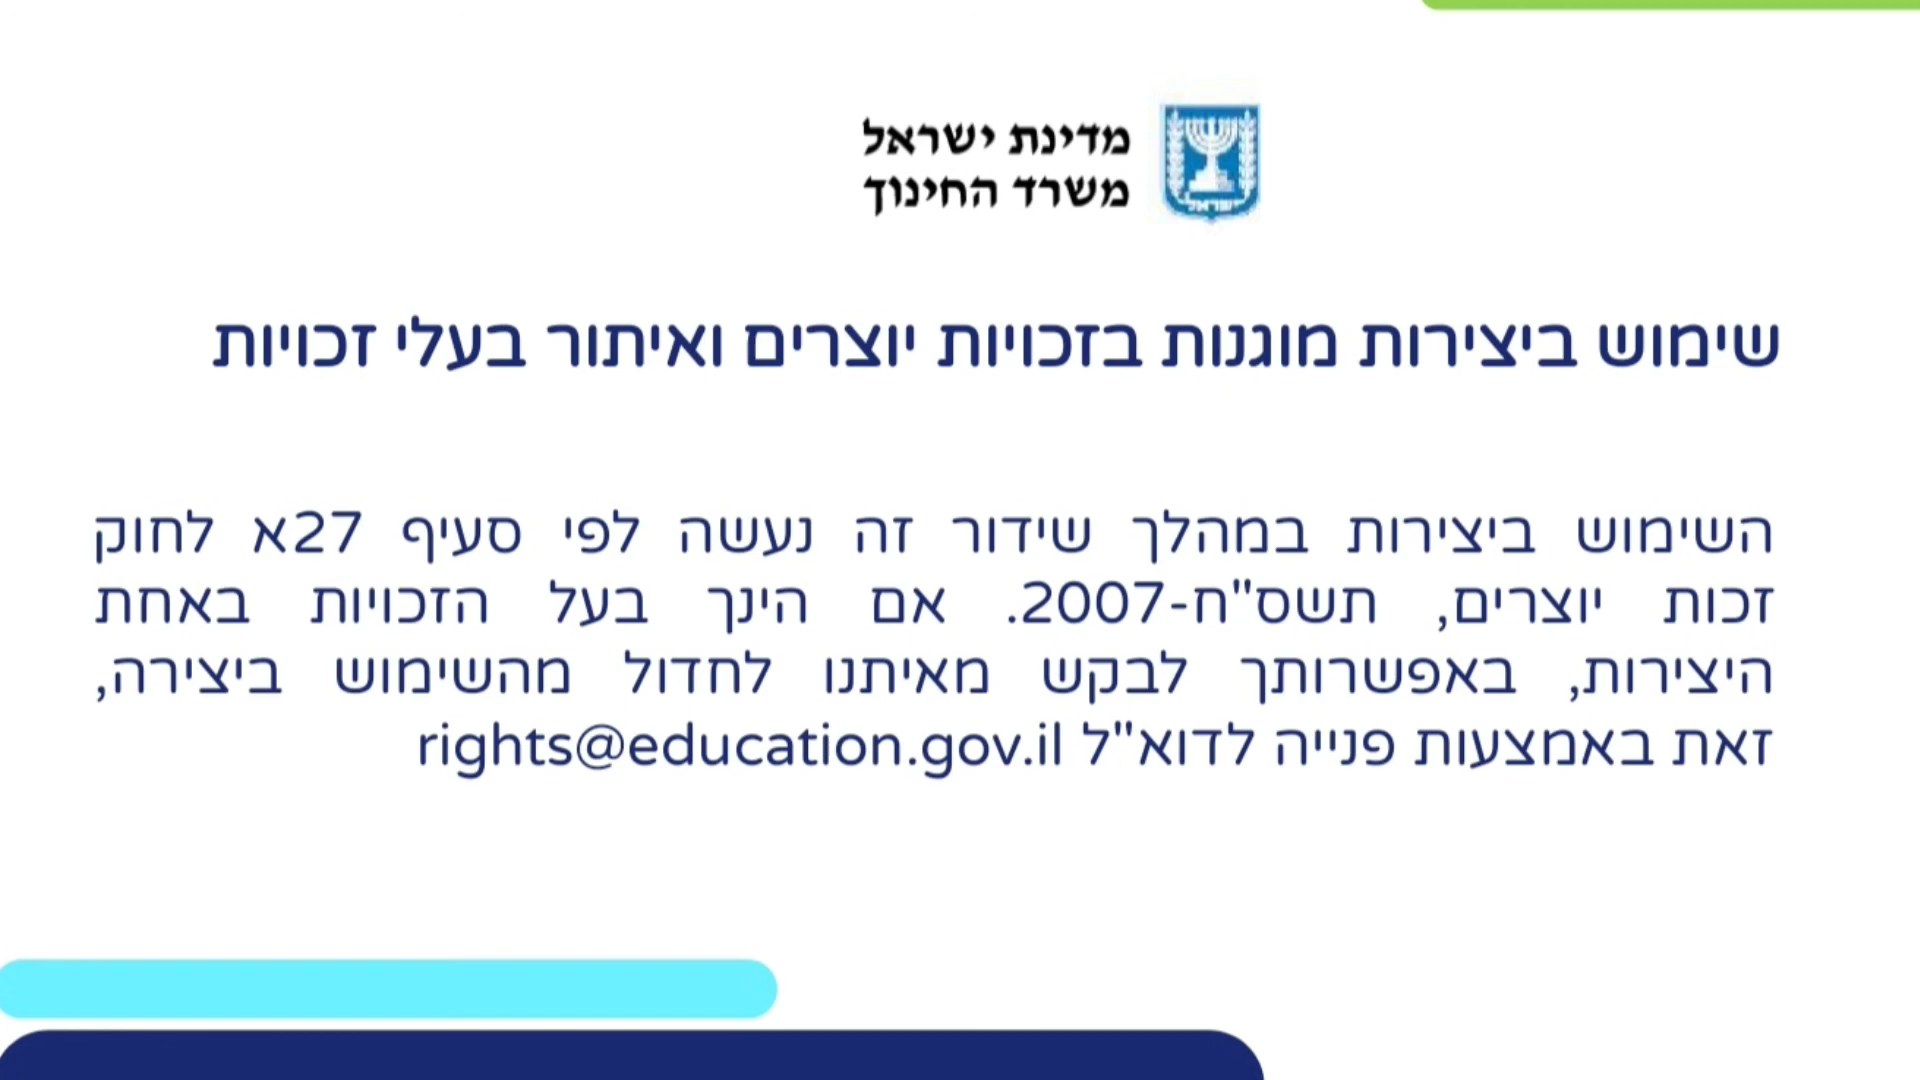 מדינת ישראל
משרד החינוך
ישראל
שימוש ביצירות מוגנות בזכויות יוצרים ואיתור בעלי זכויות
השימוש ביצירות במהלך שידור זה נעשה לפי סעיף 27א לחוק
זכות יוצרים, תשס"ח-2007. אם הינך בעל הזכויות באחת
היצירות, באפשרותך לבקש מאיתנו לחדול מהשימוש ביצירה,
זאת באמצעות פנייה לדוא"ל rights@education.gov.il